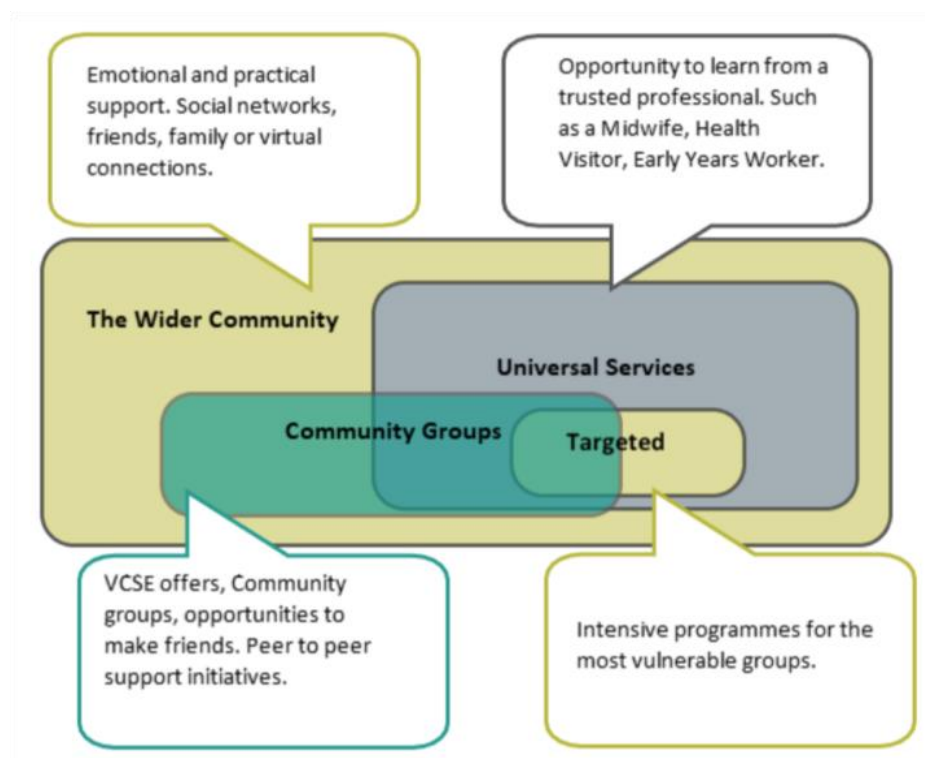 Emotional and practical
support. Social networks,
friends, family or virtual
connections.
Opportunity to learn from a
trusted professional. Such
as a Midwife, Health
Visitor, Early Years Worker.
The Wider Community
Universal Services
Community Groups
Targeted
VCSE offers, Community
groups, opportunities to
make friends. Peer to peer
support initiatives.
Intensive programmes for the
most vulnerable groups.